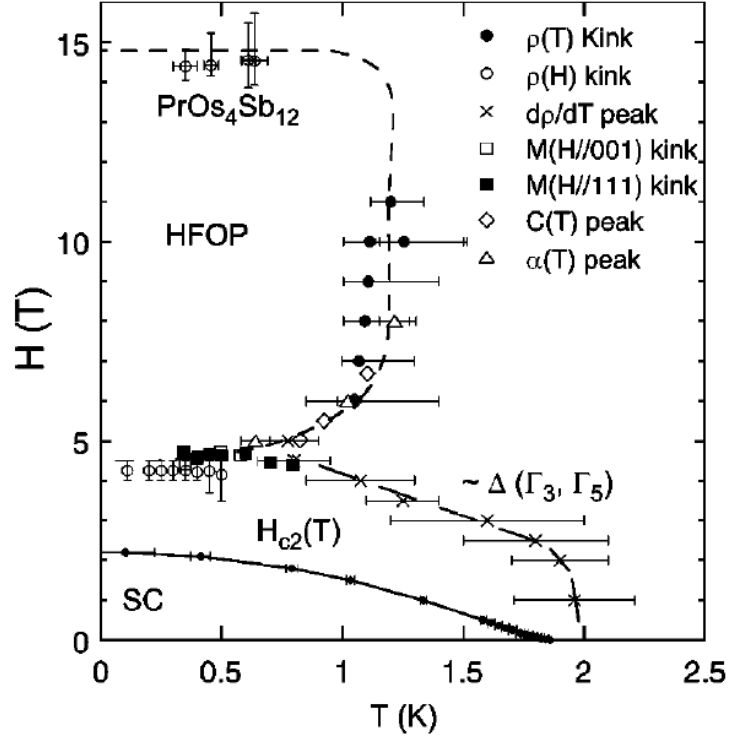 15
10
5
0
H (T)
0
0.5
1
1.5
2
2.5
T (K)
PrOs₄Sb₁₂
HFOP
H_c2(T)
SC
~ Δ (Γ₃, Γ₅)
ρ(T) Kink
ρ(H) kink
dρ/dT peak
M(H//001) kink
M(H//111) kink
C(T) peak
α(T) peak